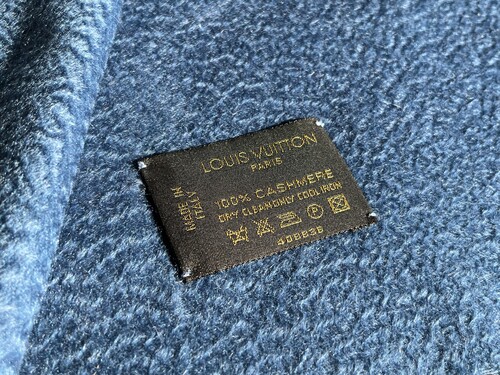 LOUIS VUITTON
PARIS
MADE IN
ITALY
100% CASHMERE
DRY CLEAN ONLY COOL IRON
P
408836